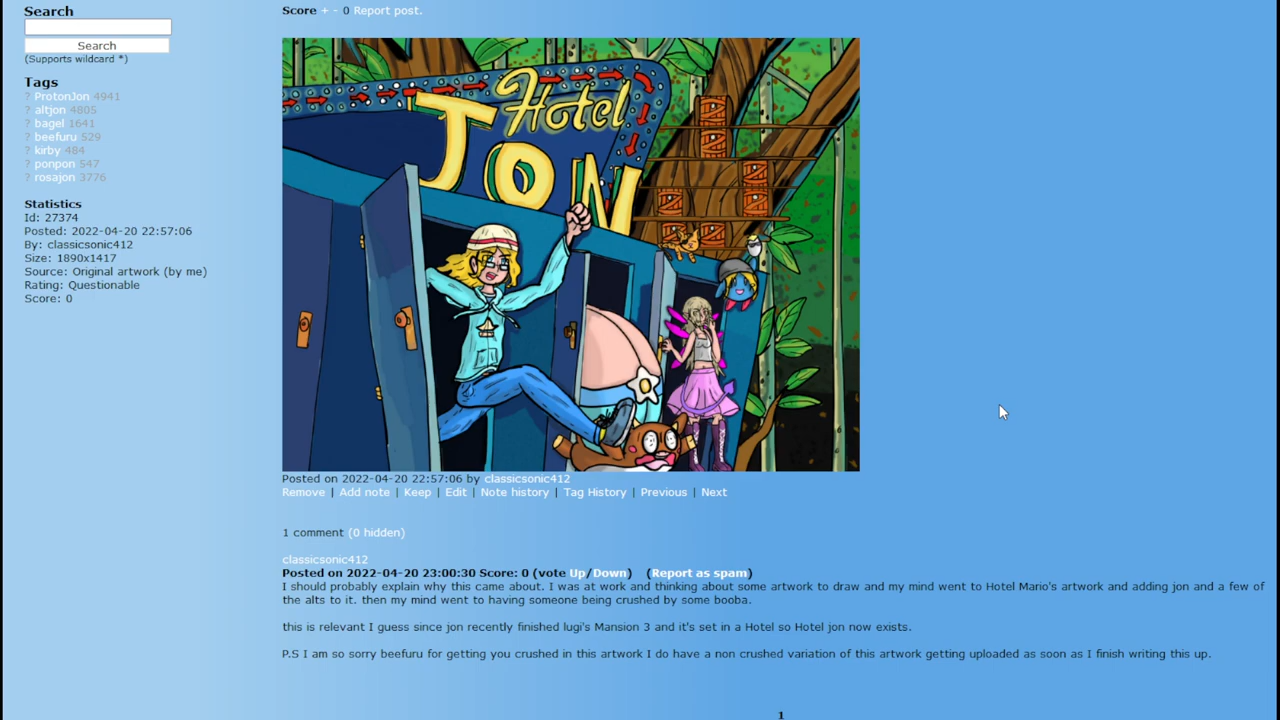 Search
Search
(Supports wildcard *)
Tags
? ProtonJon 4941
? altjon 4805
? bagel 1641
? beefuru 529
? kirby 484
? ponpon 547
? rosajon 3776
Statistics
Id: 27374
Posted: 2022-04-20 22:57:06
By: classicsonic412
Size: 1890x1417
Source: Original artwork (by me)
Rating: Questionable
Score: 0
Score + - 0 Report post.
Hotel
JON
Posted on 2022-04-20 22:57:06 by classicsonic412
Remove | Add note | Keep | Edit | Note history | Tag History | Previous | Next
1 comment (0 hidden)
classicsonic412
Posted on 2022-04-20 23:00:30 Score: 0 (vote Up/Down) (Report as spam)
I should probably explain why this came about. I was at work and thinking about some artwork to draw and my mind went to Hotel Mario's artwork and adding jon and a few of
the alts to it. then my mind went to having someone being crushed by some booba.
this is relevant I guess since jon recently finished lugi's Mansion 3 and it's set in a Hotel so Hotel jon now exists.
P.S I am so sorry beefuru for getting you crushed in this artwork I do have a non crushed variation of this artwork getting uploaded as soon as I finish writing this up.
1